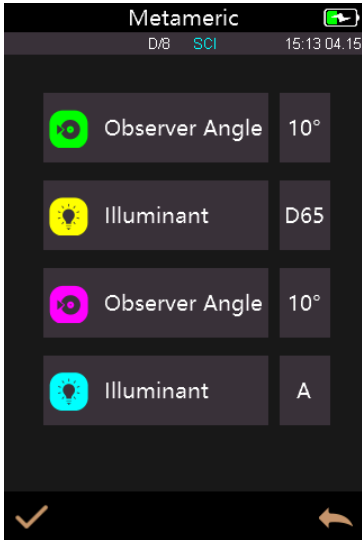 Metameric
D/8 SCI 15:13 04.15
Observer Angle 10°
Illuminant D65
Observer Angle 10°
Illuminant A